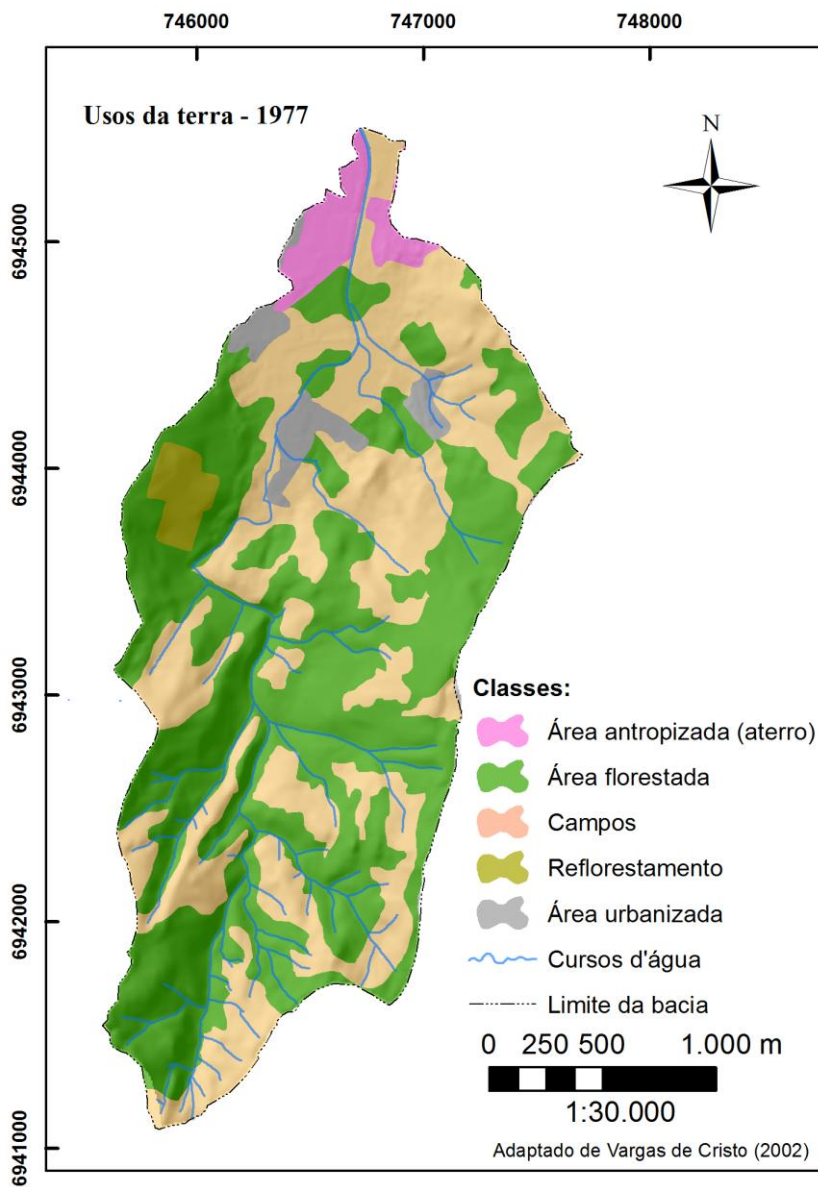 746000
747000
748000
Usos da terra - 1977
N
6945000
6944000
6943000
6942000
6941000
Classes:
Área antropizada (aterro)
Área florestada
Campos
Reflorestamento
Área urbanizada
Cursos d'água
Limite da bacia
0 250 500 1.000 m
1:30.000
Adaptado de Vargas de Cristo (2002)